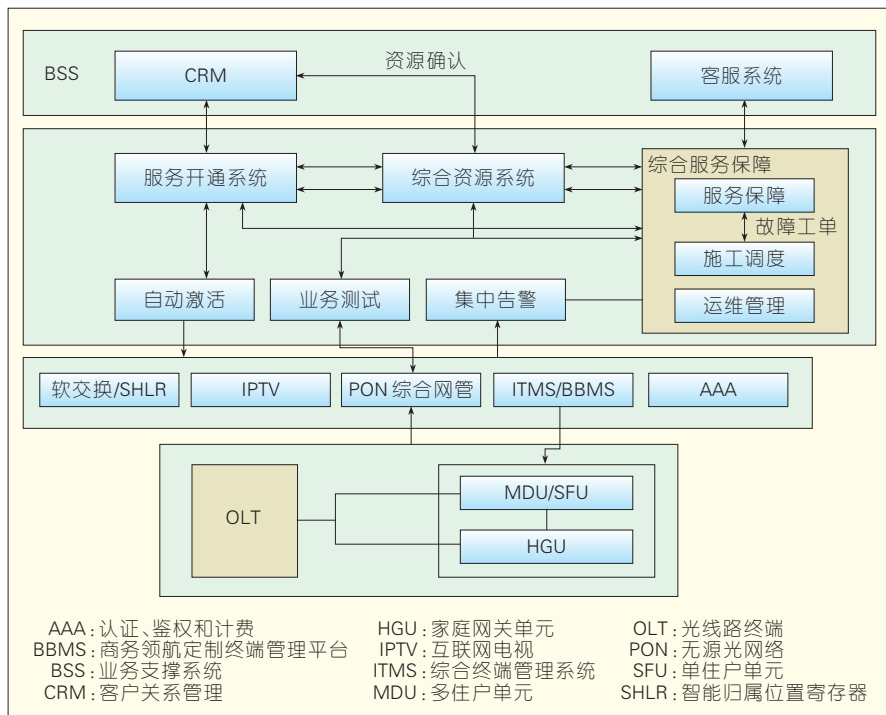 资源确认
BSS
CRM
客服系统
服务开通系统
综合资源系统
综合服务保障
服务保障
故障工单
施工调度
运维管理
自动激活
业务测试
集中告警
软交换/SHLR
IPTV
PON 综合网管
ITMS/BBMS
AAA
OLT
MDU/SFU
HGU
AAA:认证、鉴权和计费
BBMS:商务领航定制终端管理平台
BSS:业务支撑系统
CRM:客户关系管理
HGU:家庭网关单元
IPTV:互联网电视
ITMS:综合终端管理系统
MDU:多住户单元
OLT:光线路终端
PON:无源光网络
SFU:单住户单元
SHLR:智能归属位置寄存器